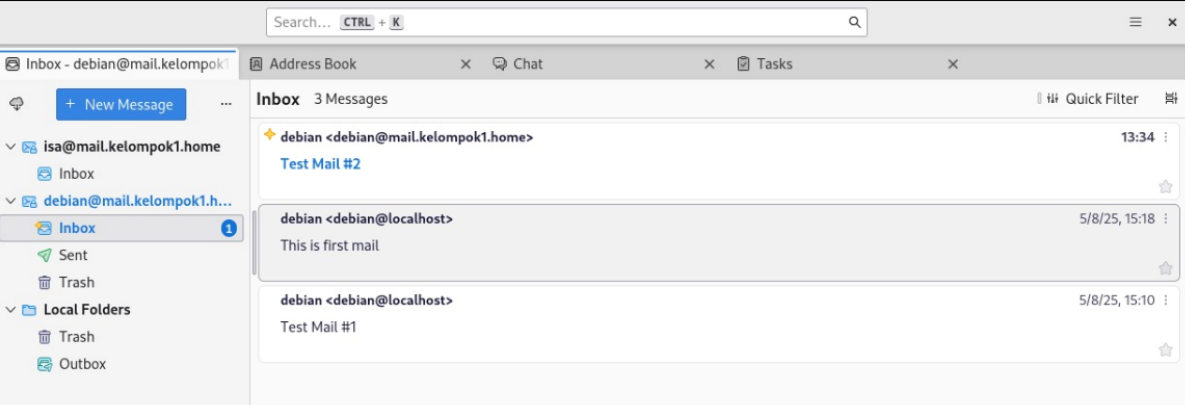 Search... CTRL + K
Inbox - debian@mail.kelompok1
Address Book
Chat
Tasks
+ New Message
...
Inbox 3 Messages
Quick Filter
isa@mail.kelompok1.home
Inbox
debian@mail.kelompok1.h...
Inbox 1
Sent
Trash
Local Folders
Trash
Outbox
debian <debian@mail.kelompok1.home> 13:34
Test Mail #2
debian <debian@localhost> 5/8/25, 15:18
This is first mail
debian <debian@localhost> 5/8/25, 15:10
Test Mail #1